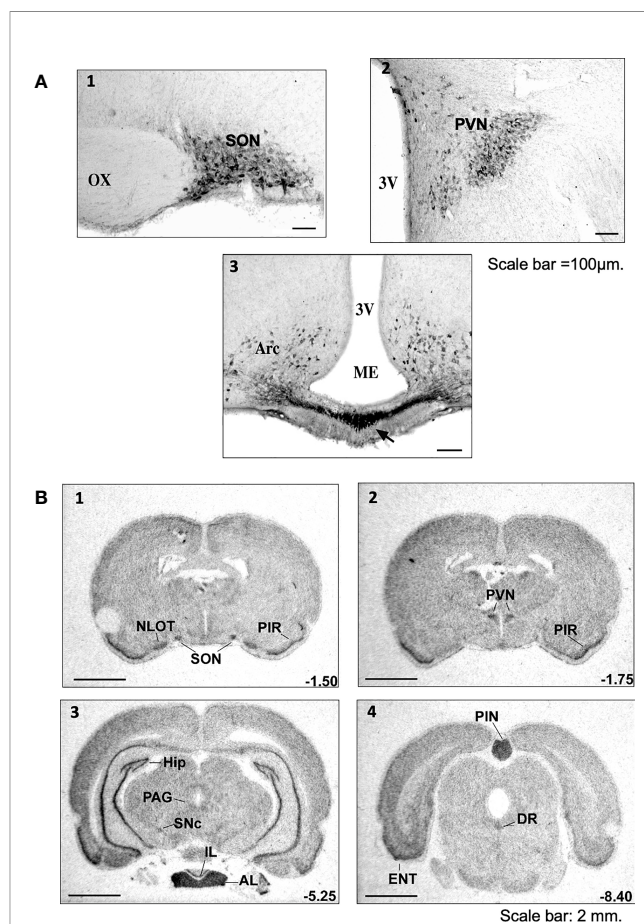 A
1
SON
OX
2
PVN
3V
3
3V
Arc
ME
Scale bar =100µm.
B
1
NLOT
SON
PIR
-1.50
2
PVN
PIR
-1.75
3
Hip
PAG
SNc
IL
AL
-5.25
4
PIN
DR
ENT
-8.40
Scale bar: 2 mm.